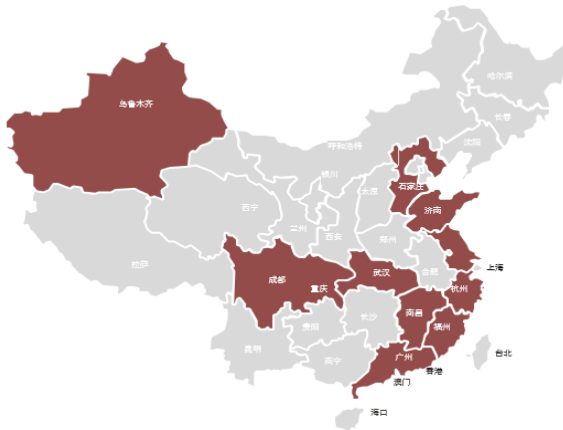 哈尔滨
乌鲁木齐
长春
沈阳
呼和浩特
银川
石家庄
太原
西宁
济南
兰州
西安
郑州
拉萨
上海
合肥
武汉
成都
重庆
杭州
南昌
长沙
贵阳
福州
昆明
台北
广州
南宁
香港
澳门
海口